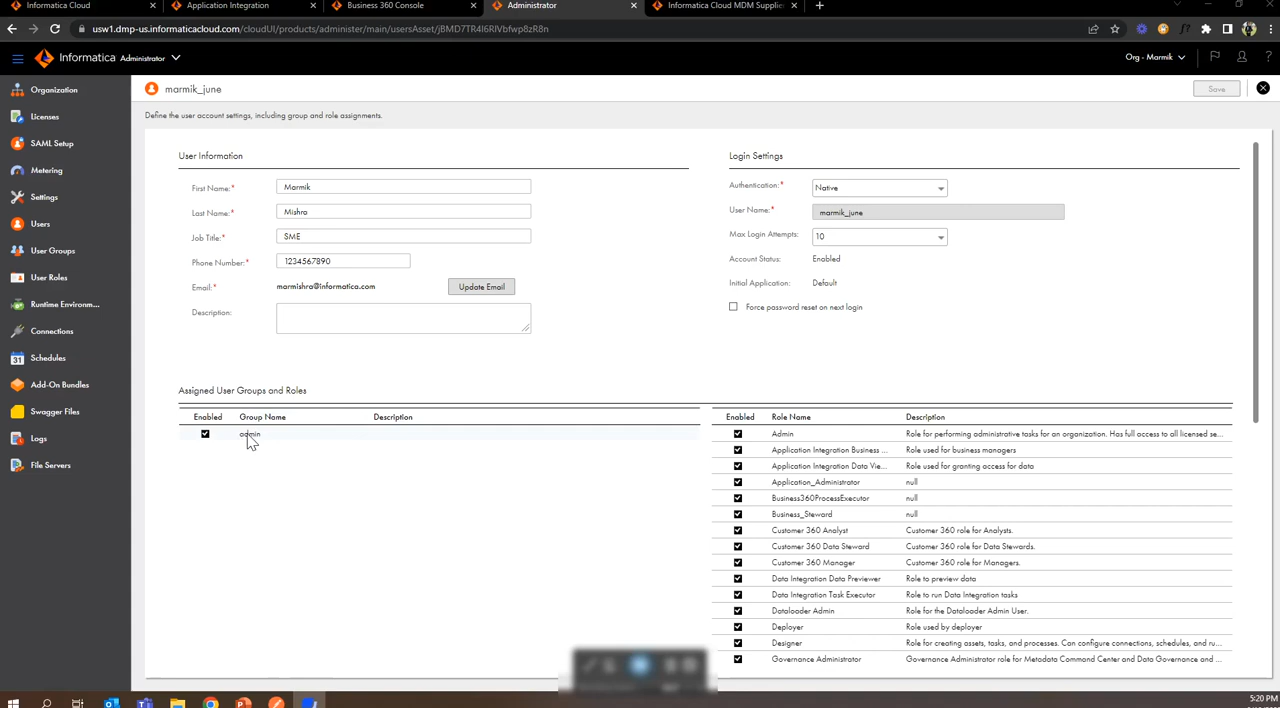 Informatica Cloud
Application Integration
Business 360 Console
Administrator
Informatica Cloud MDM Supplier
usw1.dmp-us.informaticacloud.com/cloudUI/products/administer/main/usersAsset/jBMD7TR4I6RIVbfwp8zR8n
Informatica Administrator
Org - Marmik
Organization
Licenses
SAML Setup
Metering
Settings
Users
User Groups
User Roles
Runtime Environm...
Connections
Schedules
Add-On Bundles
Swagger Files
Logs
File Servers
marmik_june
Save
Define the user account settings, including group and role assignments.
User Information
First Name:* Marmik
Last Name:* Mishra
Job Title:* SME
Phone Number:* 1234567890
Email:* marmishra@informatica.com Update Email
Description:
Login Settings
Authentication:* Native
User Name:* marmik_june
Max Login Attempts: 10
Account Status: Enabled
Initial Application: Default
Force password reset on next login
Assigned User Groups and Roles
Enabled Group Name Description
admin
Enabled Role Name Description
Admin Role for performing administrative tasks for an organization. Has full access to all licensed se...
Application Integration Business ... Role used for business managers
Application Integration Data Vie... Role used for granting access for data
Application_Administrator null
Business360ProcessExecutor null
Business_Steward null
Customer 360 Analyst Customer 360 role for Analysts.
Customer 360 Data Steward Customer 360 role for Data Stewards.
Customer 360 Manager Customer 360 role for Managers.
Data Integration Data Previewer Role to preview data
Data Integration Task Executor Role to run Data Integration tasks
Dataloader Admin Role for the Dataloader Admin User.
Deployer Role used by deployer
Designer Role for creating assets, tasks, and processes. Can configure connections, schedules, and ru...
Governance Administrator Governance Administrator role for Metadata Command Center and Data Governance and ...
5:20 PM